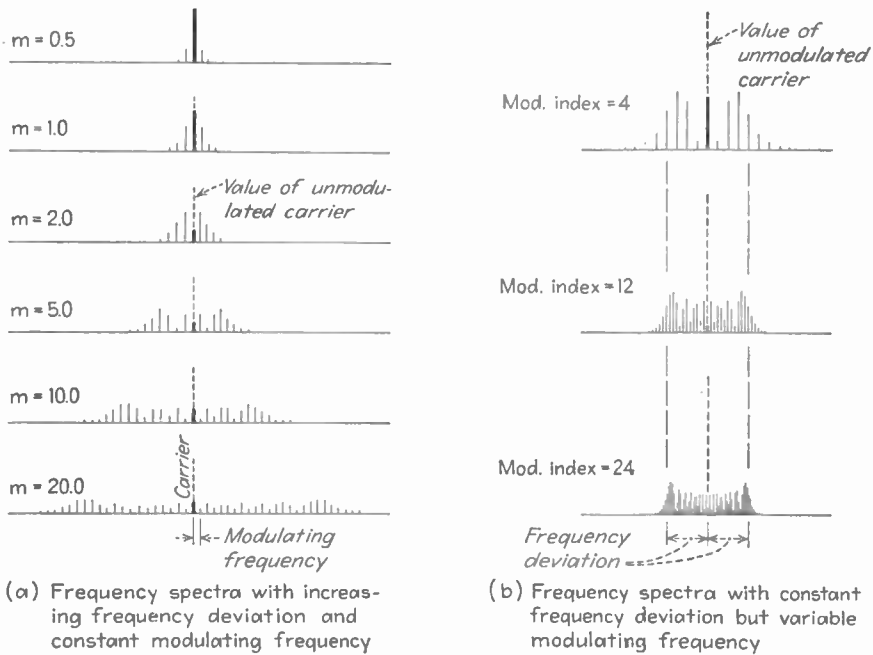 m = 0.5
m = 1.0
Value of unmodu-
lated carrier
m = 2.0
m = 5.0
m = 10.0
Carrier
m = 20.0
Modulating
frequency
(a) Frequency spectra with increas-
ing frequency deviation and
constant modulating frequency
Value of
unmodulated
carrier
Mod. index = 4
Mod. index = 12
Mod. index = 24
Frequency
deviation
(b) Frequency spectra with constant
frequency deviation but variable
modulating frequency